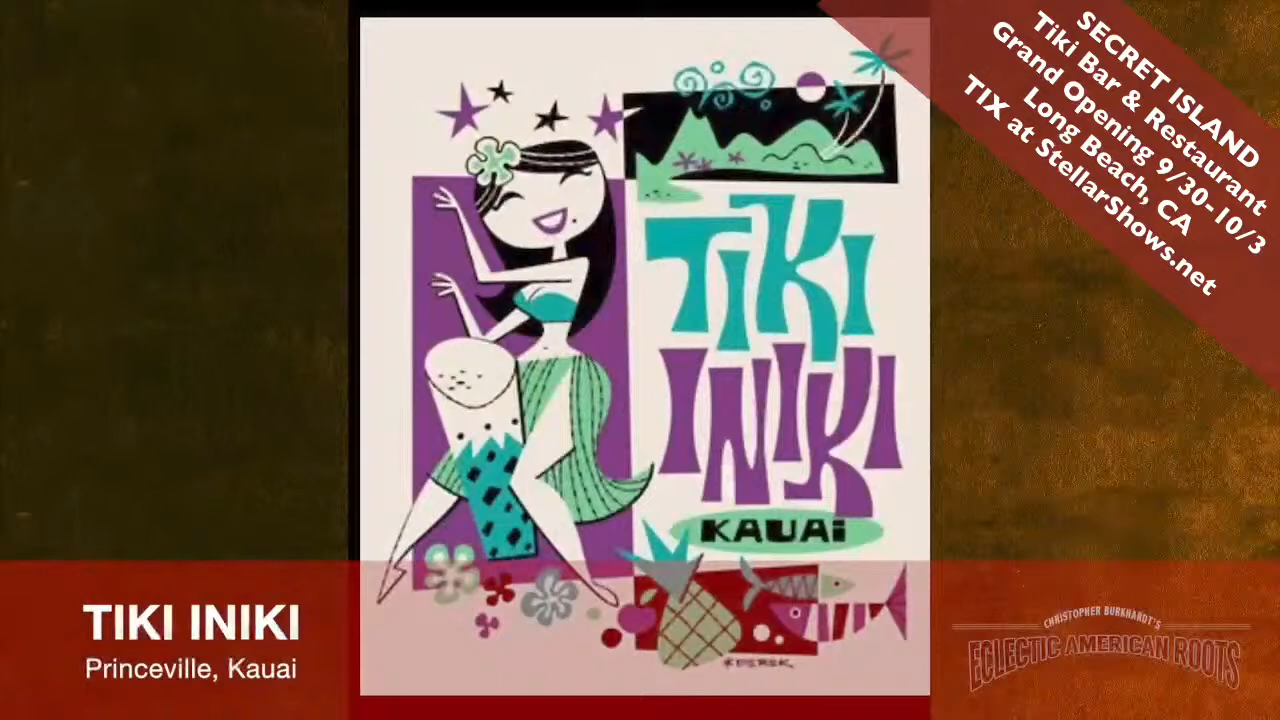 SECRET ISLAND
Tiki Bar & Restaurant
Grand Opening 9/30-10/3
Long Beach, CA
TIX at StellarShows.net
TIKI
INIKI
KAUAI
TIKI INIKI
Princeville, Kauai
CHRISTOPHER BURKHARDT'S
ECLECTIC AMERICAN ROOTS